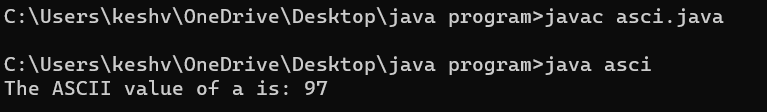 C:\Users\keshv\OneDrive\Desktop\java program>javac asci.java
C:\Users\keshv\OneDrive\Desktop\java program>java asci
The ASCII value of a is: 97